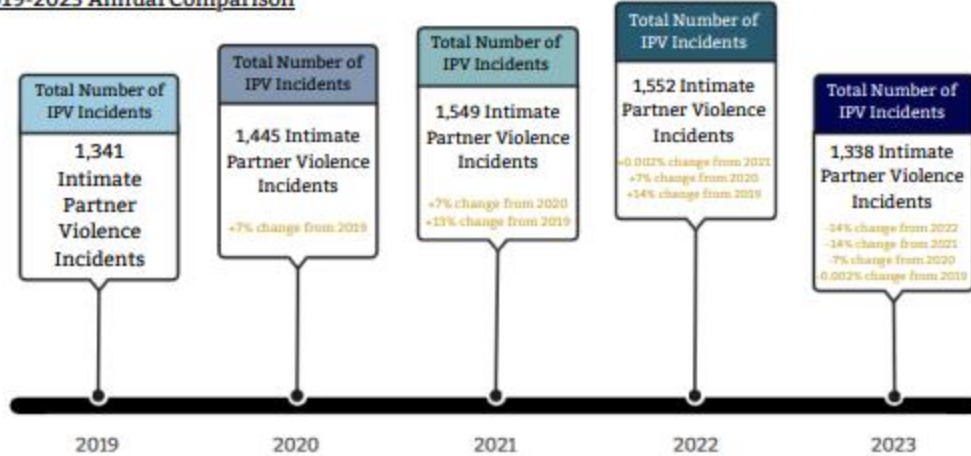 2019-2023 Annual Comparison
Total Number of
IPV Incidents
1,341
Intimate
Partner
Violence
Incidents
Total Number of
IPV Incidents
1,445 Intimate
Partner Violence
Incidents
+7% change from 2019
Total Number of
IPV Incidents
1,549 Intimate
Partner Violence
Incidents
+7% change from 2020
+13% change from 2019
Total Number of
IPV Incidents
1,552 Intimate
Partner Violence
Incidents
+0.002% change from 2021
+7% change from 2020
+14% change from 2019
Total Number of
IPV Incidents
1,338 Intimate
Partner Violence
Incidents
-14% change from 2022
-14% change from 2021
-7% change from 2020
-0.002% change from 2019
2019
2020
2021
2022
2023